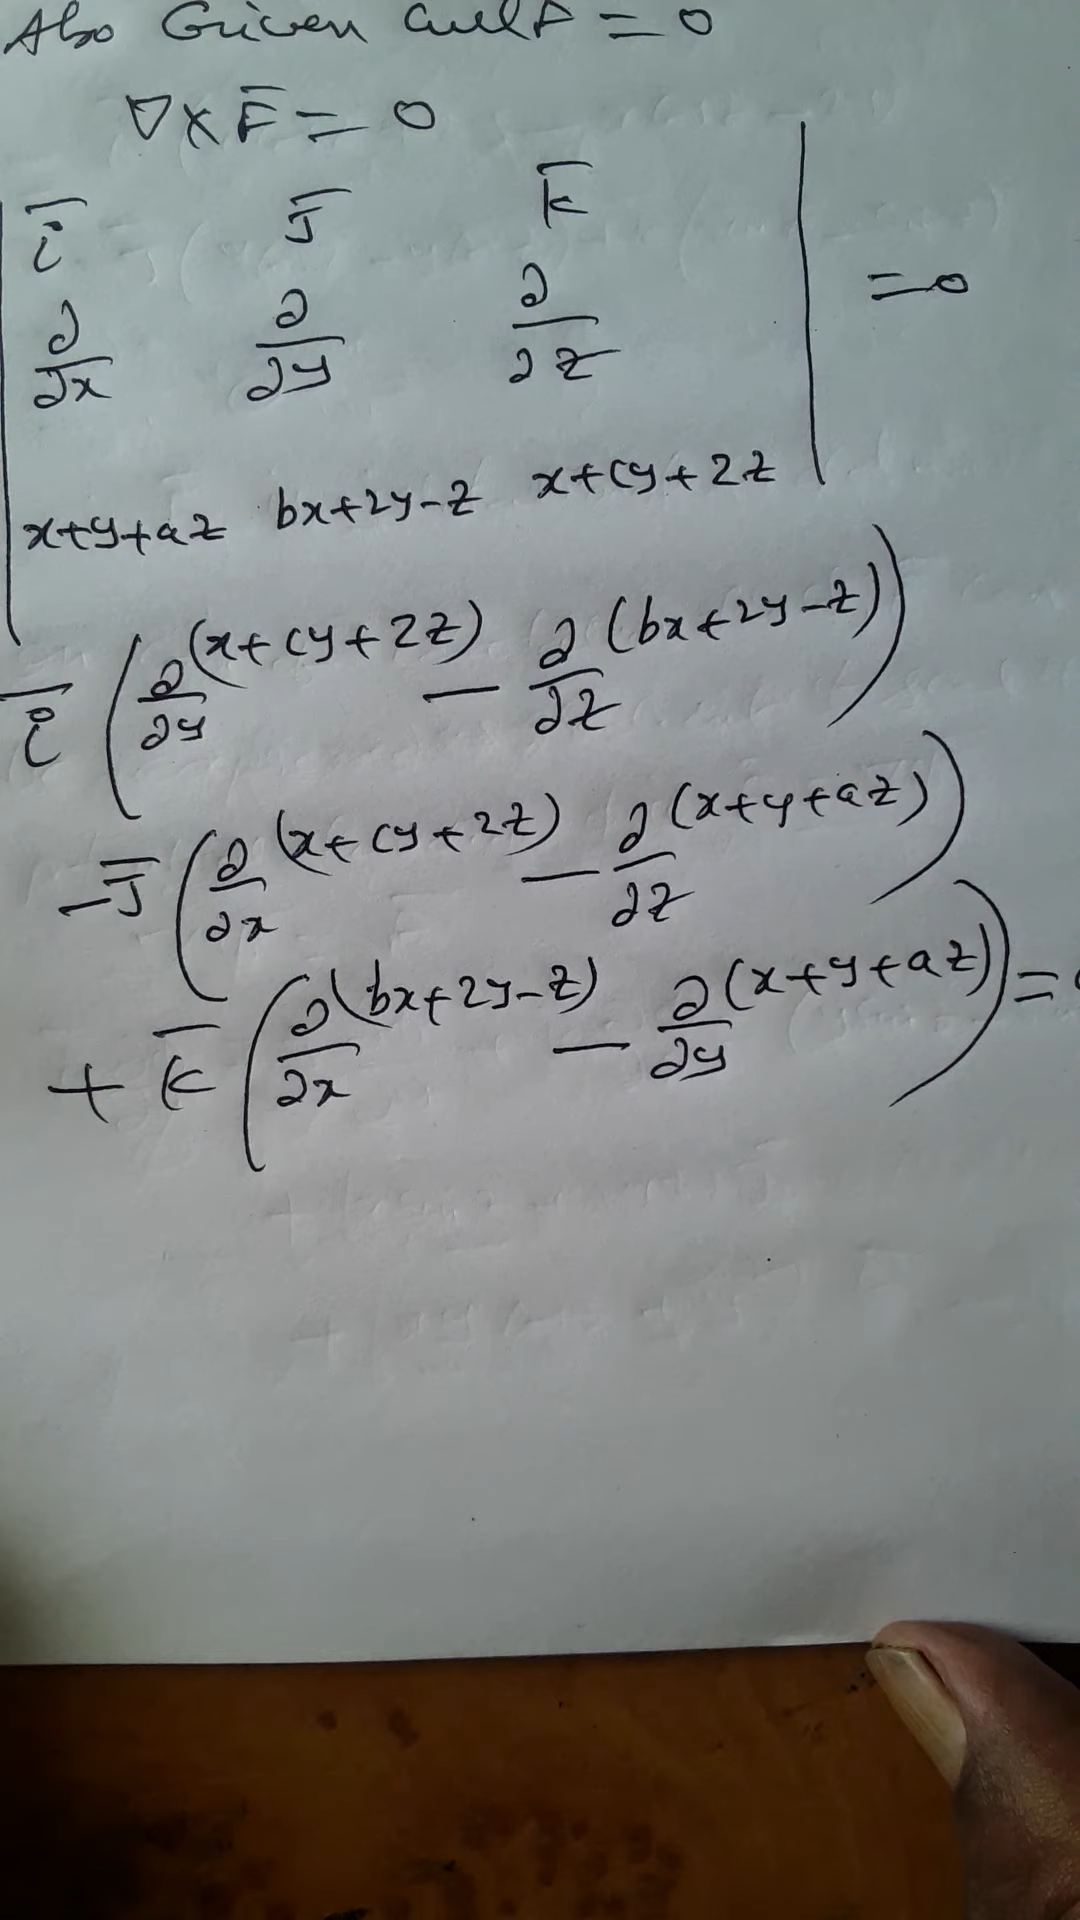 Also Given Curl F = 0
∇×F̅ = 0
| i̅ J̅ K̅ |
| ∂/∂x ∂/∂y ∂/∂z | =0
| x+y+az bx+2y-z x+cy+2z |
i̅ ( ∂/∂y (x+cy+2z) - ∂/∂z (bx+2y-z) )
-J̅ ( ∂/∂x (x+cy+2z) - ∂/∂z (x+y+az) )
+ K̅ ( ∂/∂x (bx+2y-z) - ∂/∂y (x+y+az) ) =